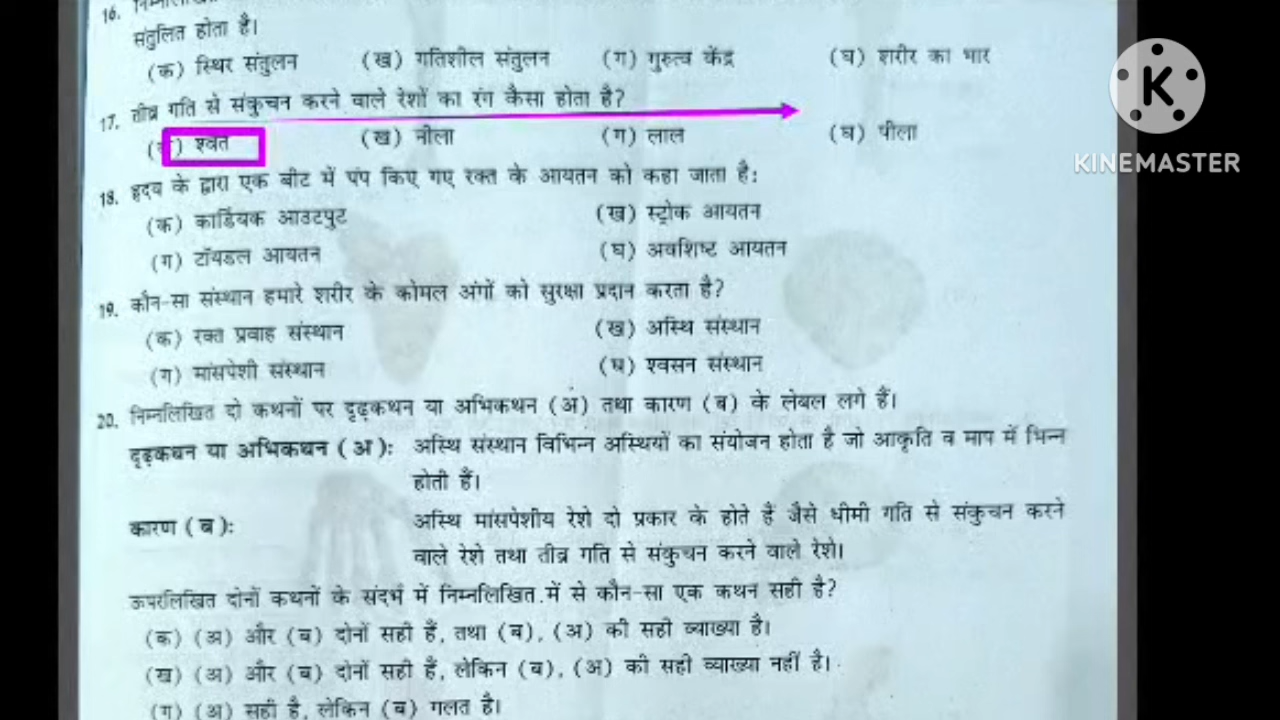 16. निम्नलिखित
संतुलित होता है।
(क) स्थिर संतुलन (ख) गतिशील संतुलन (ग) गुरुत्व केंद्र (घ) शरीर का भार
17. तीव्र गति से संकुचन करने वाले रेशों का रंग कैसा होता है?
(क) श्वेत (ख) नीला (ग) लाल (घ) पीला
18. हृदय के द्वारा एक बीट में पंप किए गए रक्त के आयतन को कहा जाता है:
(क) कार्डियक आउटपुट (ख) स्ट्रोक आयतन
(ग) टॉयडल आयतन (घ) अवशिष्ट आयतन
19. कौन-सा संस्थान हमारे शरीर के कोमल अंगों को सुरक्षा प्रदान करता है?
(क) रक्त प्रवाह संस्थान (ख) अस्थि संस्थान
(ग) मांसपेशी संस्थान (घ) श्वसन संस्थान
20. निम्नलिखित दो कथनों पर दृढ़कथन या अभिकथन (अ) तथा कारण (ब) के लेबल लगे हैं।
दृढ़कथन या अभिकथन (अ): अस्थि संस्थान विभिन्न अस्थियों का संयोजन होता है जो आकृति व माप में भिन्न
होती हैं।
कारण (ब): अस्थि मांसपेशीय रेशे दो प्रकार के होते हैं जैसे धीमी गति से संकुचन करने
वाले रेशे तथा तीव्र गति से संकुचन करने वाले रेशे।
ऊपरलिखित दोनों कथनों के संदर्भ में निम्नलिखित में से कौन-सा एक कथन सही है?
(क) (अ) और (ब) दोनों सही हैं, तथा (ब), (अ) की सही व्याख्या है।
(ख) (अ) और (ब) दोनों सही हैं, लेकिन (ब), (अ) की सही व्याख्या नहीं है।
(ग) (अ) सही है, लेकिन (ब) गलत है।
K
KINEMASTER